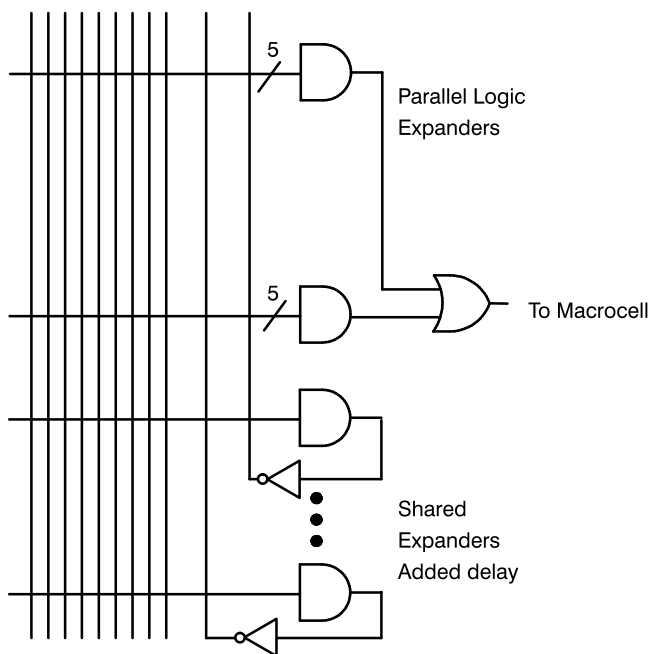 5
Parallel Logic
Expanders
5
To Macrocell
Shared
Expanders
Added delay